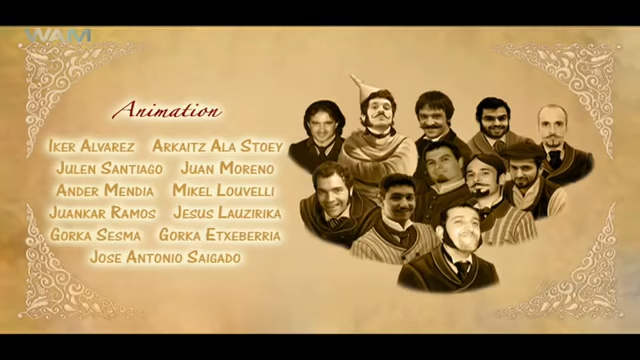 WAM
Animation
IKER ALVAREZ ARKAITZ ALA STOEY
JULEN SANTIAGO JUAN MORENO
ANDER MENDIA MIKEL LOUVELLI
JUANKAR RAMOS JESUS LAUZIRIKA
GORKA SESMA GORKA ETXEBERRIA
JOSE ANTONIO SAIGADO